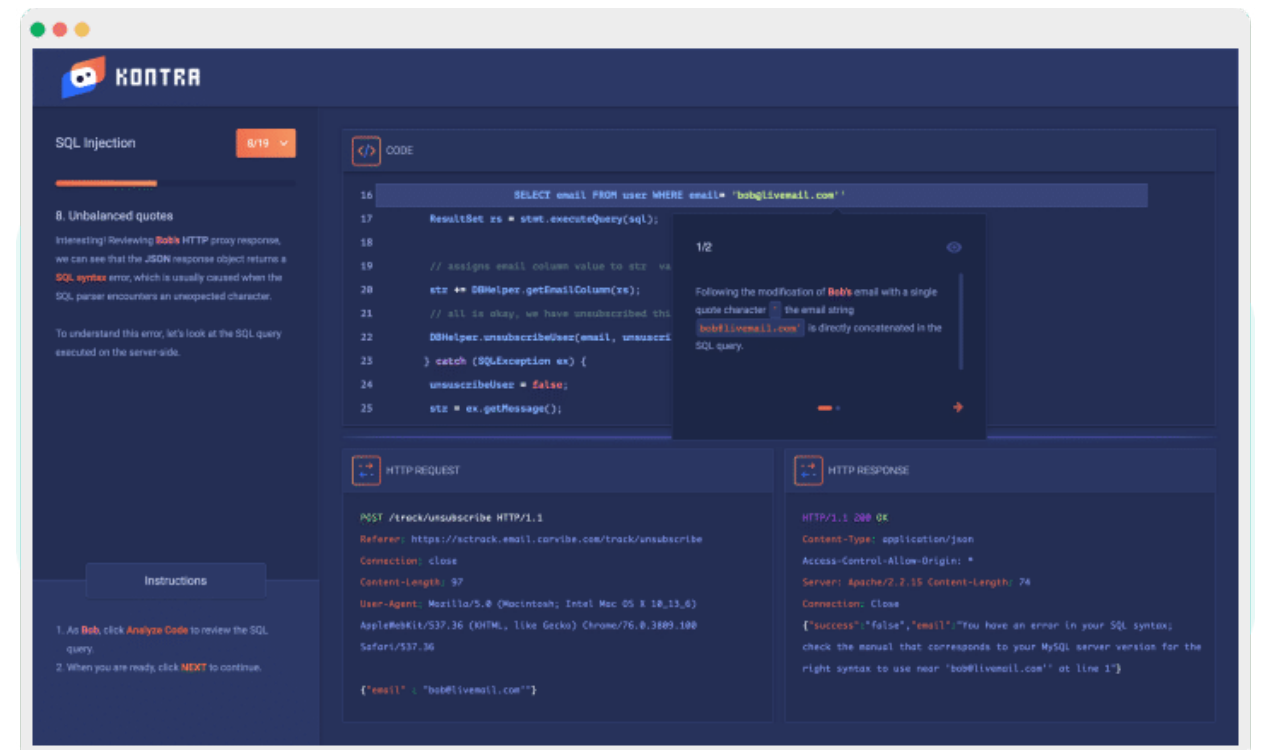 KONTRA
SQL Injection
8/19
8. Unbalanced quotes
Interesting! Reviewing Bob's HTTP proxy response,
we can see that the JSON response object returns a
SQL syntax error, which is usually caused when the
SQL parser encounters an unexpected character.
To understand this error, let's look at the SQL query
executed on the server-side.
Instructions
1. As Bob, click Analyze Code to review the SQL
query.
2. When you are ready, click NEXT to continue.
</> CODE
16 SELECT email FROM user WHERE email= 'bob@livemail.com''
17 ResultSet rs = stmt.executeQuery(sql);
18
19 // assigns email column value to str va
20 str += DBHelper.getEmailColumn(rs);
21 // all is okay, we have unsubscribed thi
22 DBHelper.unsubscribeUser(email, unsuscri
23 } catch (SQLException ex) {
24 unsuscribeUser = false;
25 str = ex.getMessage();
1/2
Following the modification of Bob's email with a single
quote character ' the email string
bob@livemail.com' is directly concatenated in the
SQL query.
HTTP REQUEST
POST /track/unsubscribe HTTP/1.1
Referer: https://sctrack.email.corvibe.com/track/unsubscribe
Connection: close
Content-Length: 97
User-Agent: Mozilla/5.0 (Macintosh; Intel Mac OS X 10_13_6)
AppleWebKit/537.36 (KHTML, like Gecko) Chrome/76.0.3809.100
Safari/537.36
{"email" : "bob@livemail.com'"}
HTTP RESPONSE
HTTP/1.1 200 OK
Content-Type: application/json
Access-Control-Allow-Origin: *
Server: Apache/2.2.15 Content-Length: 74
Connection: Close
{"success":"false","email":"You have an error in your SQL syntax;
check the manual that corresponds to your MySQL server version for the
right syntax to use near 'bob@livemail.com'' at line 1"}